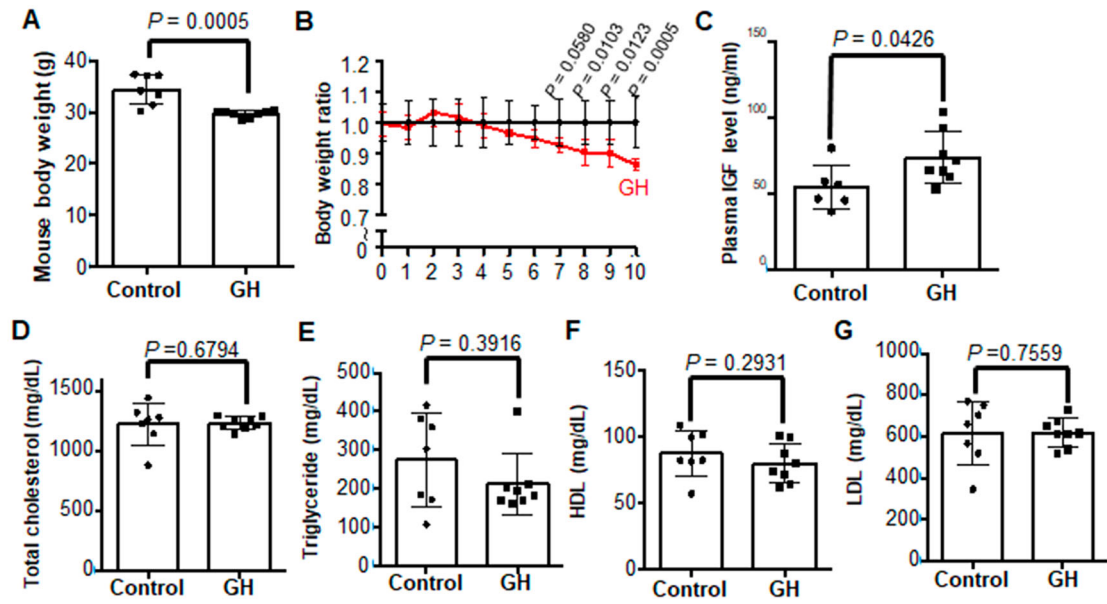 A
P = 0.0005
Mouse body weight (g)
40
30
20
10
0
Control
GH
B
P = 0.0580
P = 0.0103
P = 0.0123
P = 0.0005
Body weight ratio
1.2
1.1
1.0
0.9
0.8
0.7
0
GH
0 1 2 3 4 5 6 7 8 9 10
C
P = 0.0426
Plasma IGF level (ng/ml)
150
100
50
0
Control
GH
D
P=0.6794
Total cholesterol (mg/dL)
1500
1000
500
0
Control
GH
E
P = 0.3916
Triglyceride (mg/dL)
500
400
300
200
100
0
Control
GH
F
P = 0.2931
HDL (mg/dL)
150
100
50
0
Control
GH
G
P=0.7559
LDL (mg/dL)
1000
800
600
400
200
0
Control
GH